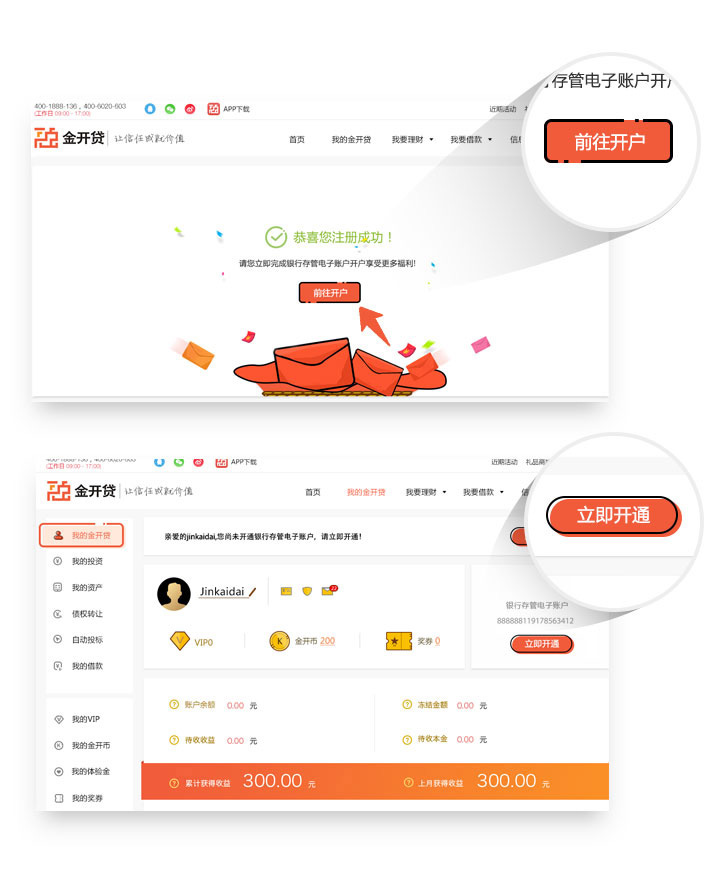 存管电子账户开户
前往开户
400-1888-136，400-6020-603
(工作日 09:00 - 17:00)
APP下载
近期活动
金开贷
让信任成就价值
首页 我的金开贷 我要理财 我要借款 信息
恭喜您注册成功！
请您立即完成银行存管电子账户开户享受更多福利!
前往开户
400-1888-136，400-6020-603
(工作日 09:00 - 17:00)
APP下载
近期活动 礼品商城
金开贷
让信任成就价值
首页 我的金开贷 我要理财 我要借款 信
立即开通
我的金开贷
我的投资
我的资产
债权转让
自动投标
我的借款
我的VIP
我的金开币
我的体验金
我的奖券
亲爱的jinkaidai,您尚未开通银行存管电子账户，请立即开通！
Jinkaidai
VIP0
金开币 200
奖券 0
银行存管电子账户
888888119178563412
立即开通
账户余额 0.00 元
冻结金额 0.00 元
待收收益 0.00 元
待收本金 0.00 元
累计获得收益 300.00 元
上月获得收益 300.00 元